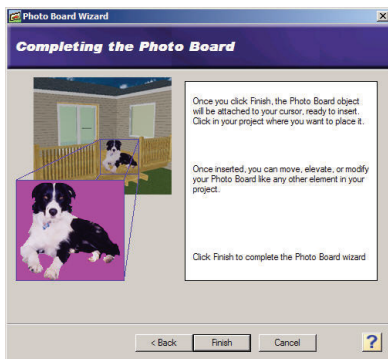 Photo Board Wizard
Completing the Photo Board
Once you click Finish, the Photo Board object
will be attached to your cursor, ready to insert.
Click in your project where you want to place it.
Once inserted, you can move, elevate, or modify
your Photo Board like any other element in your
project.
Click Finish to complete the Photo Board wizard
< Back Finish Cancel ?